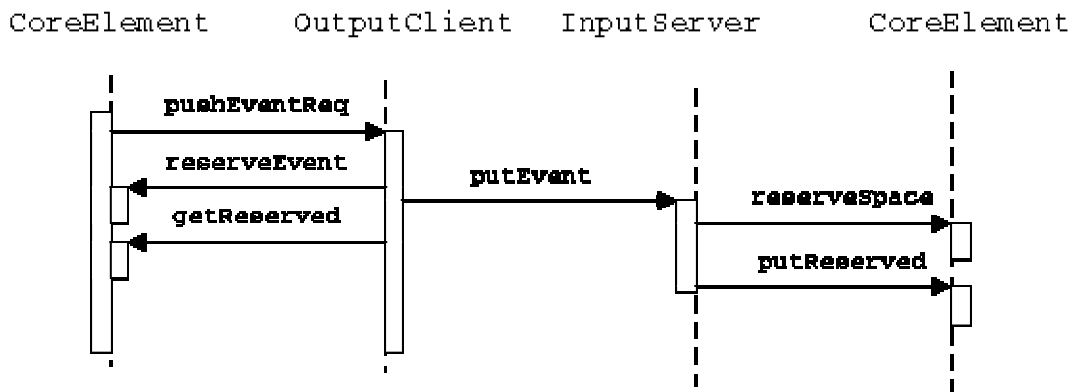 CoreElement OutputClient InputServer CoreElement
pushEventReq
reserveEvent
putEvent
reserveSpace
getReserved
putReserved